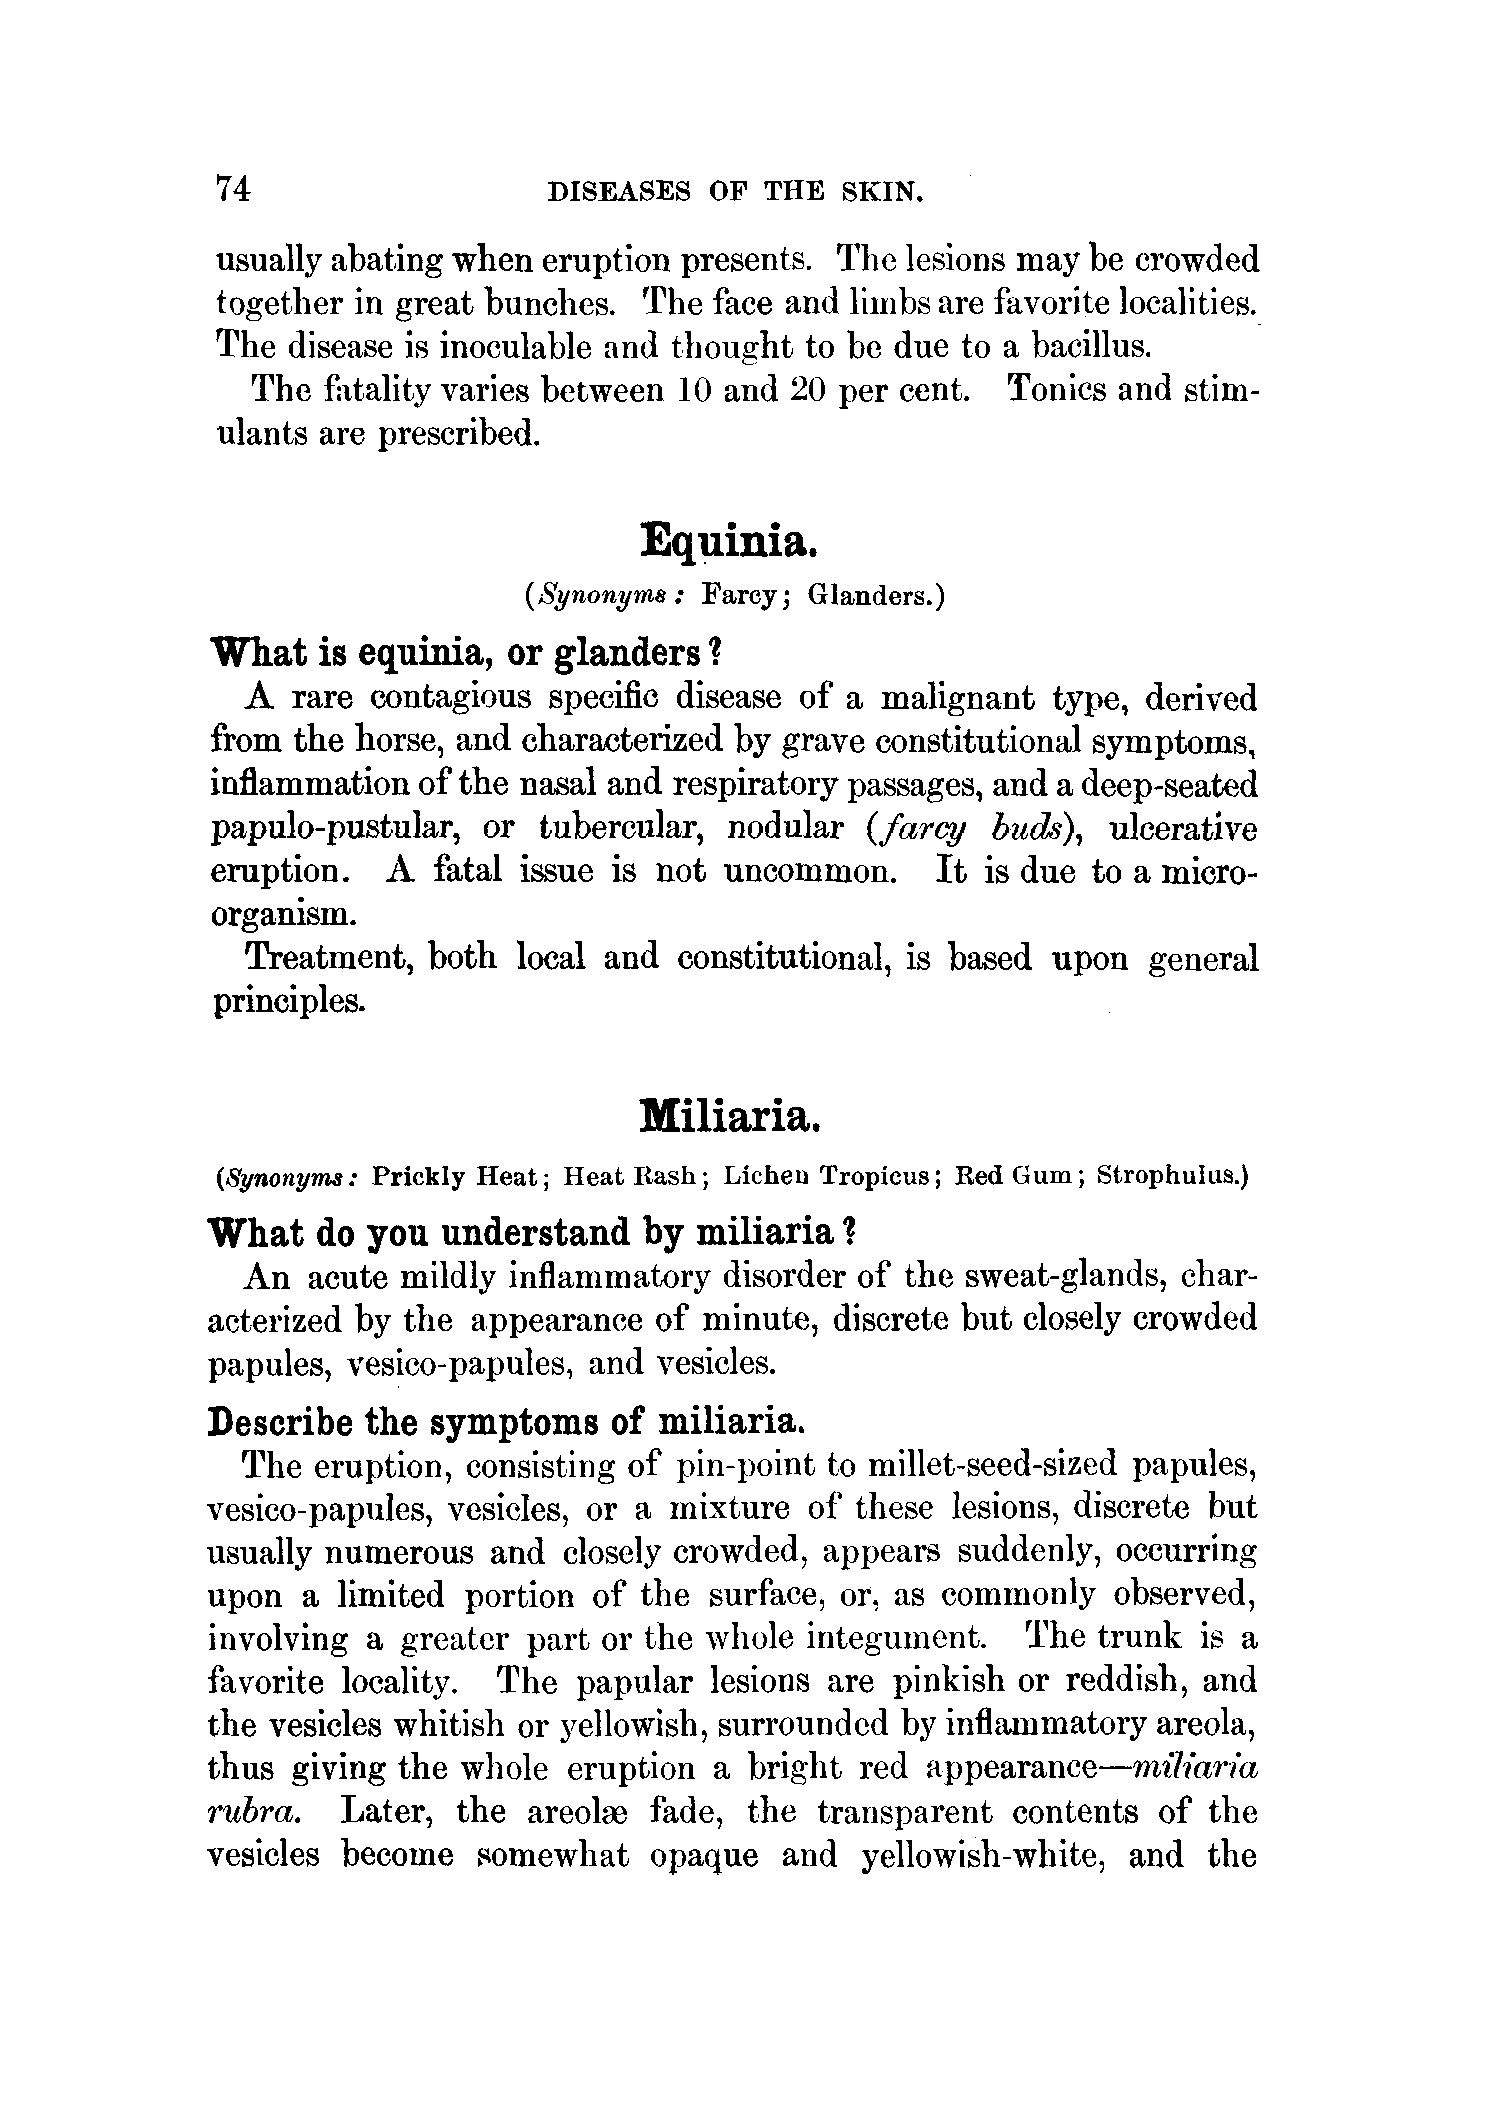 74 DISEASES OF THE SKIN.
usually abating when eruption presents. The lesions may be crowded
together in great bunches. The face and limbs are favorite localities.
The disease is inoculable and thought to be due to a bacillus.
The fatality varies between 10 and 20 per cent. Tonics and stim-
ulants are prescribed.
Equinia.
(Synonyms: Farcy; Glanders.)
What is equinia, or glanders?
A rare contagious specific disease of a malignant type, derived
from the horse, and characterized by grave constitutional symptoms,
inflammation of the nasal and respiratory passages, and a deep-seated
papulo-pustular, or tubercular, nodular (farcy buds), ulcerative
eruption. A fatal issue is not uncommon. It is due to a micro-
organism.
Treatment, both local and constitutional, is based upon general
principles.
Miliaria.
(Synonyms: Prickly Heat; Heat Rash; Lichen Tropicus; Red Gum; Strophulus.)
What do you understand by miliaria?
An acute mildly inflammatory disorder of the sweat-glands, char-
acterized by the appearance of minute, discrete but closely crowded
papules, vesico-papules, and vesicles.
Describe the symptoms of miliaria.
The eruption, consisting of pin-point to millet-seed-sized papules,
vesico-papules, vesicles, or a mixture of these lesions, discrete but
usually numerous and closely crowded, appears suddenly, occurring
upon a limited portion of the surface, or, as commonly observed,
involving a greater part or the whole integument. The trunk is a
favorite locality. The papular lesions are pinkish or reddish, and
the vesicles whitish or yellowish, surrounded by inflammatory areola,
thus giving the whole eruption a bright red appearance—miliaria
rubra. Later, the areolæ fade, the transparent contents of the
vesicles become somewhat opaque and yellowish-white, and the